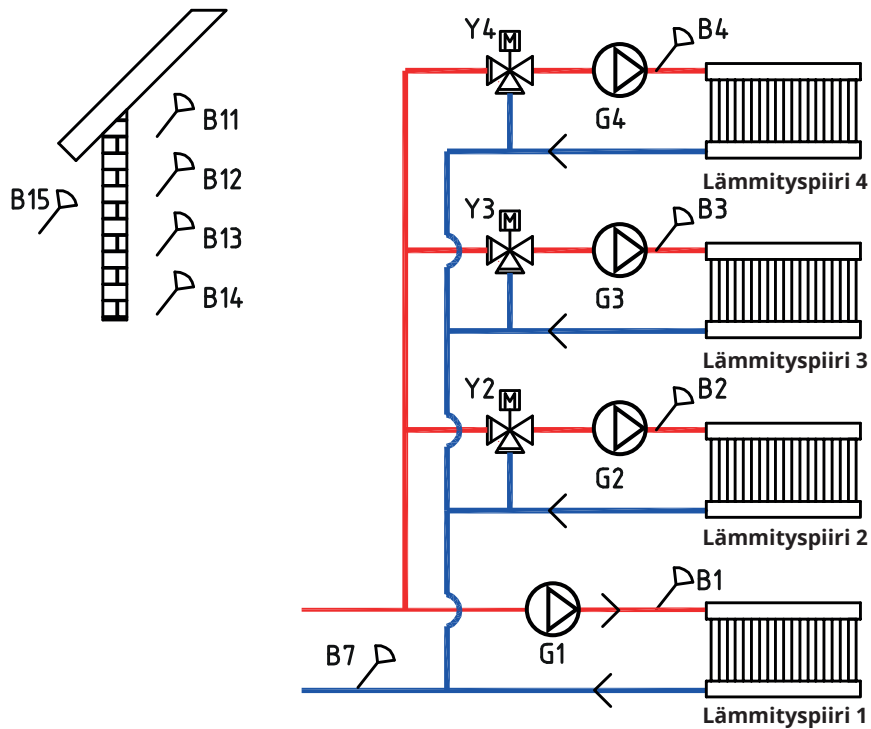 B11
B12
B15
B13
B14
Y4
M
B4
G4
Lämmityspiiri 4
Y3
M
B3
G3
Lämmityspiiri 3
Y2
M
B2
G2
Lämmityspiiri 2
B1
G1
B7
Lämmityspiiri 1